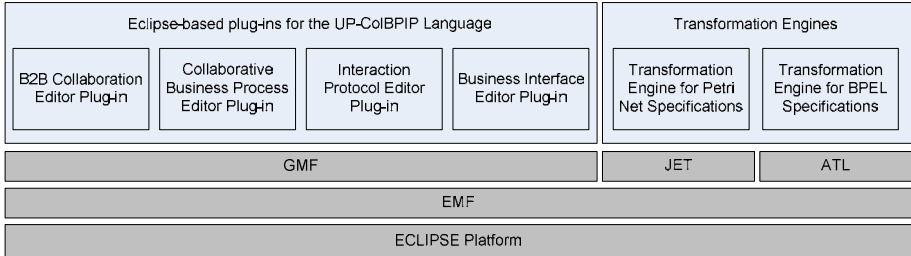 Eclipse-based plug-ins for the UP-ColBPIP Language
Transformation Engines
B2B Collaboration
Editor Plug-in
Collaborative
Business Process
Editor Plug-in
Interaction
Protocol Editor
Plug-in
Business Interface
Editor Plug-in
Transformation
Engine for Petri
Net Specifications
Transformation
Engine for BPEL
Specifications
GMF
JET
ATL
EMF
ECLIPSE Platform